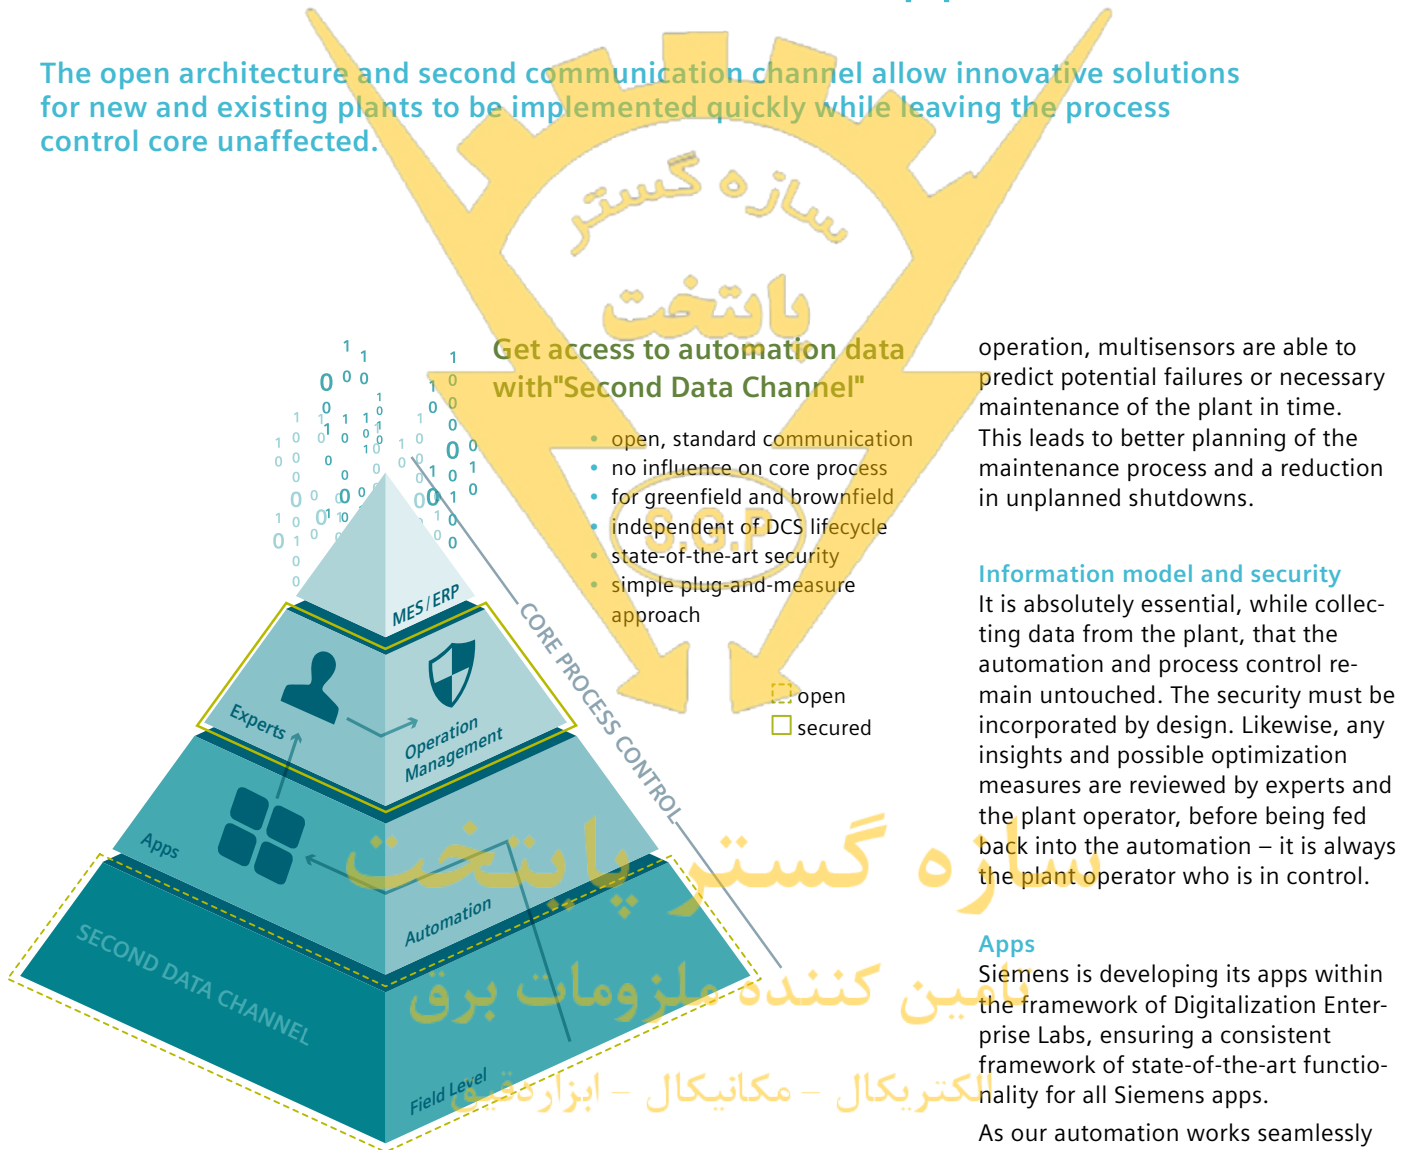 The open architecture and second communication channel allow innovative solutions
for new and existing plants to be implemented quickly while leaving the process
control core unaffected.
سازه گستر
پایتخت
S.G.P
Get access to automation data
with"Second Data Channel"
• open, standard communication
• no influence on core process
• for greenfield and brownfield
• independent of DCS lifecycle
• state-of-the-art security
• simple plug-and-measure
approach
open
secured
MES/ERP
CORE PROCESS CONTROL
Experts
Operation
Management
Apps
Automation
SECOND DATA CHANNEL
Field Level
سازه گستر پایتخت
تامین کننده ملزومات برق
الکتریکال – مکانیکال – ابزاردقیق
operation, multisensors are able to
predict potential failures or necessary
maintenance of the plant in time.
This leads to better planning of the
maintenance process and a reduction
in unplanned shutdowns.
Information model and security
It is absolutely essential, while collec-
ting data from the plant, that the
automation and process control re-
main untouched. The security must be
incorporated by design. Likewise, any
insights and possible optimization
measures are reviewed by experts and
the plant operator, before being fed
back into the automation – it is always
the plant operator who is in control.
Apps
Siemens is developing its apps within
the framework of Digitalization Enter-
prise Labs, ensuring a consistent
framework of state-of-the-art functio-
nality for all Siemens apps.
As our automation works seamlessly